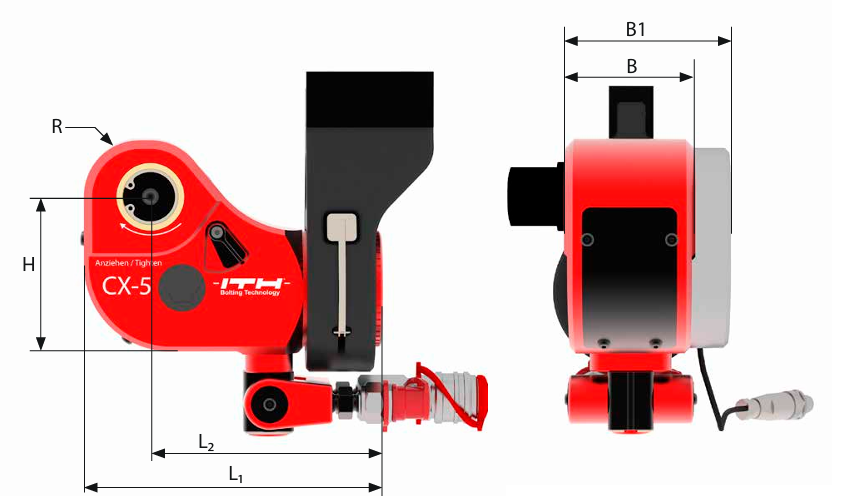 B1
B
R
H
Anziehen / Tighten
CX-5
-ITH-
Bolting Technology
L₂
L₁